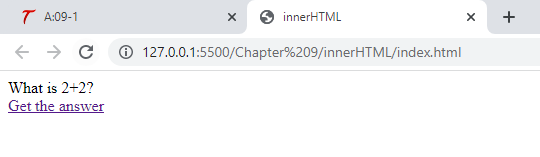 A:09-1
innerHTML
127.0.0.1:5500/Chapter%209/innerHTML/index.html
What is 2+2?
Get the answer